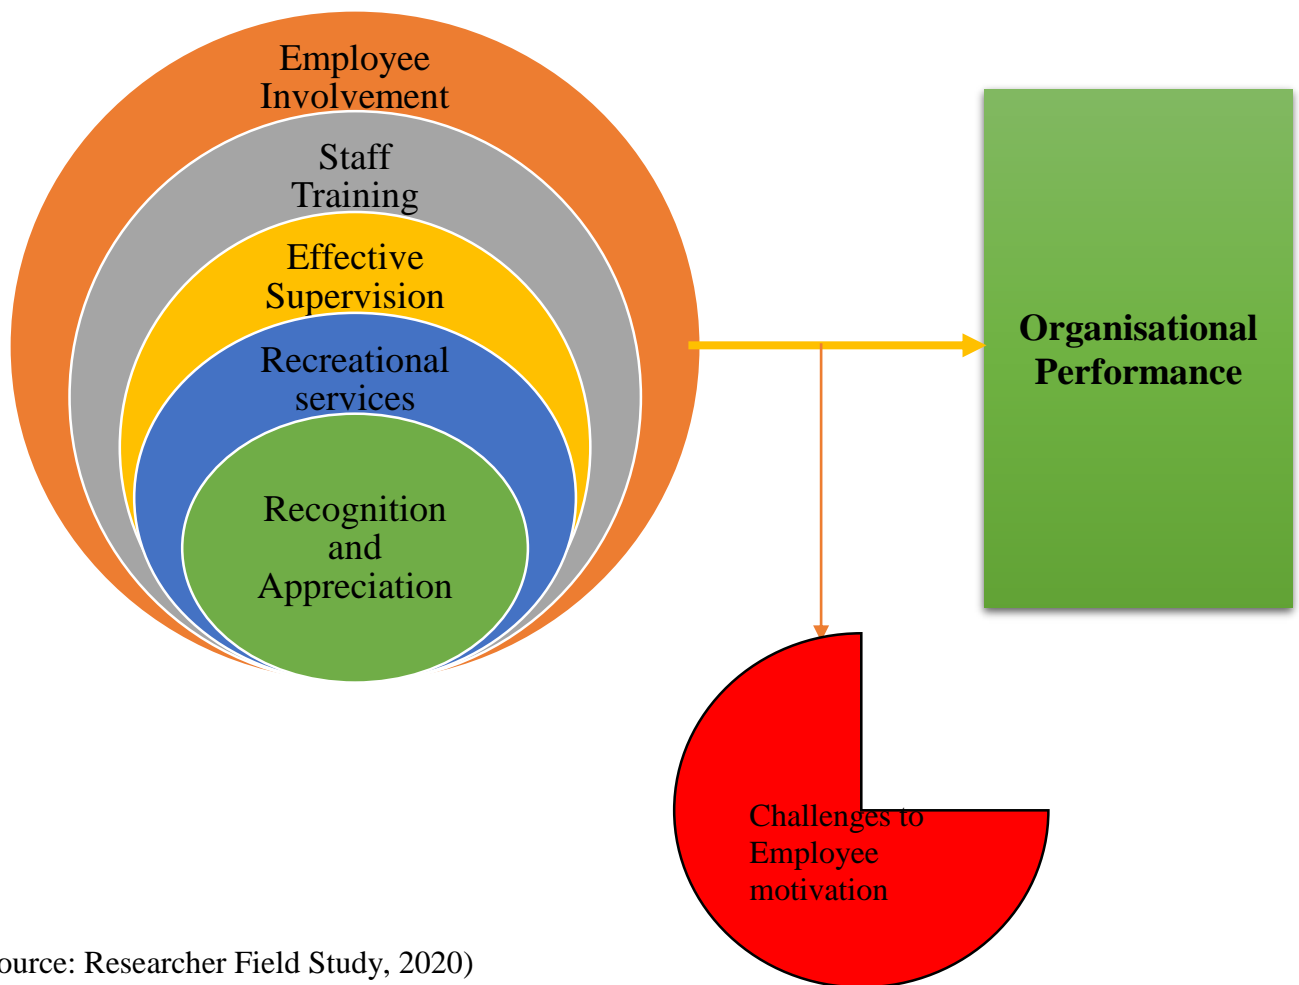 Employee
Involvement
Staff
Training
Effective
Supervision
Recreational
services
Recognition
and
Appreciation
Organisational
Performance
Challenges to
Employee
motivation
ource: Researcher Field Study, 2020)